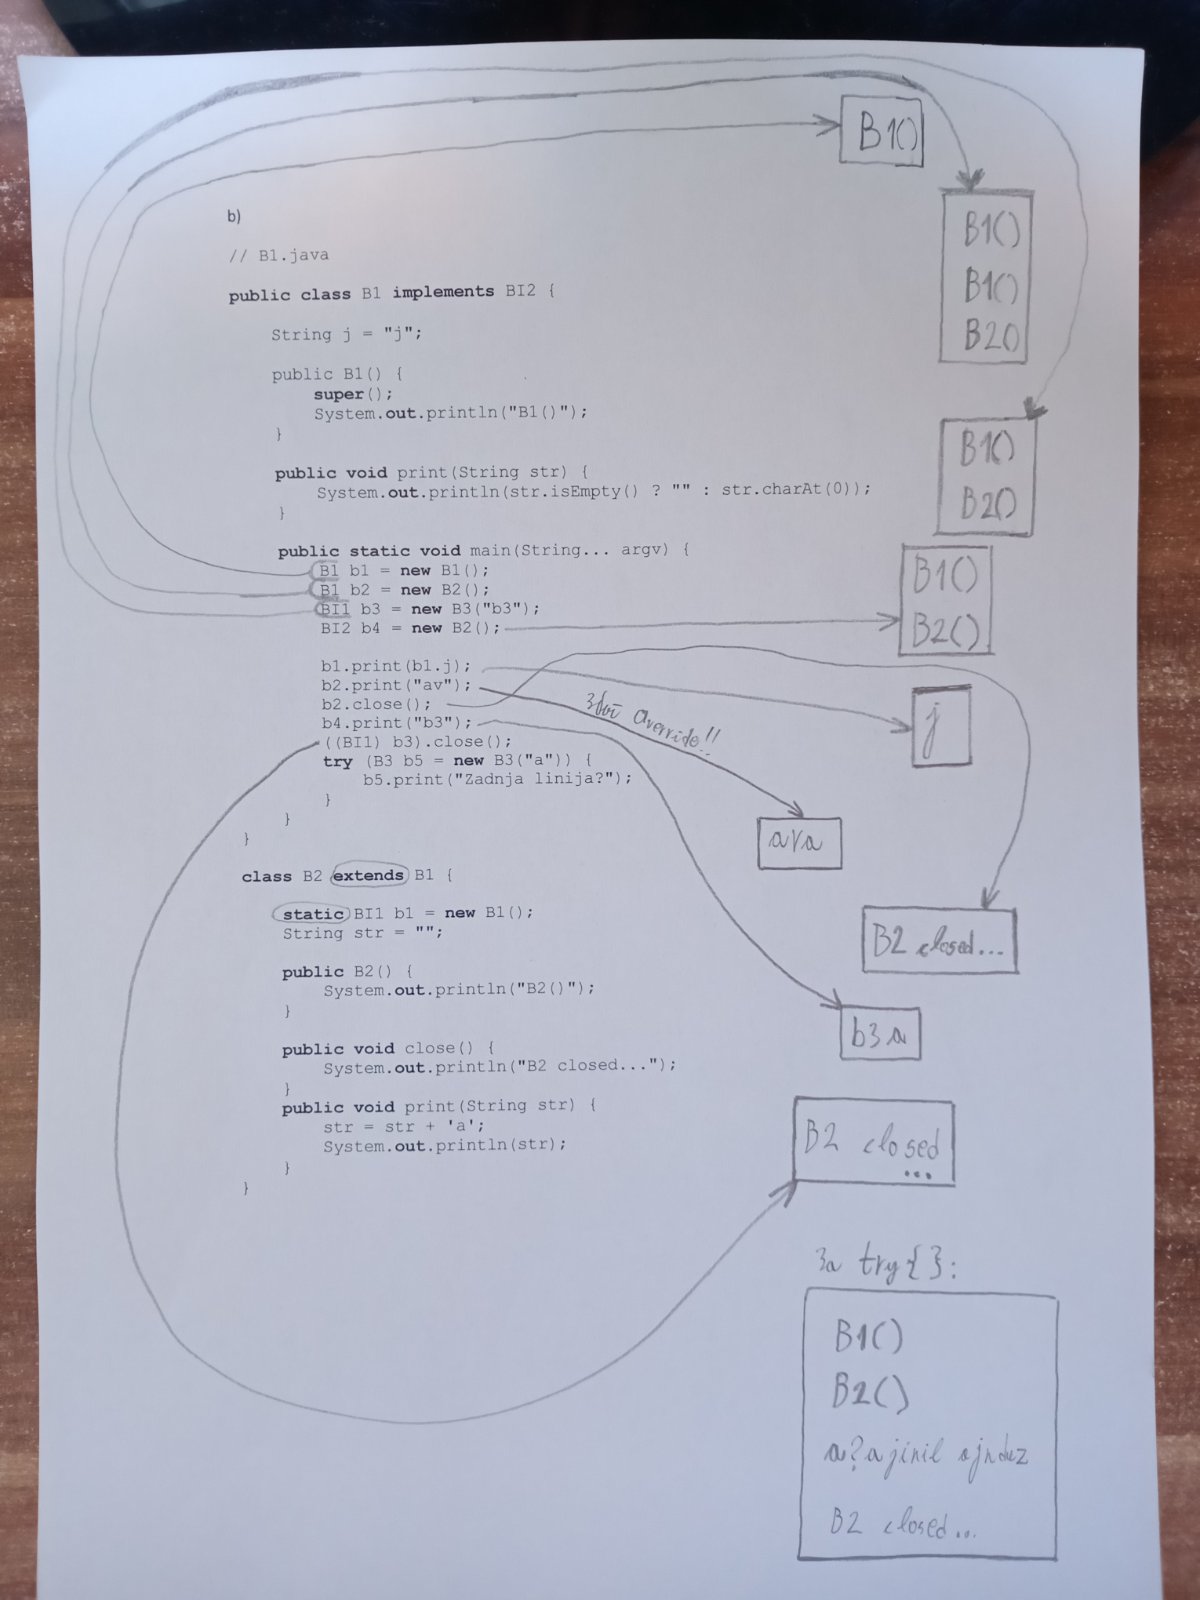 b)
// B1.java
public class B1 implements BI2 {
String j = "j";
public B1() {
super();
System.out.println("B1()");
}
public void print(String str) {
System.out.println(str.isEmpty() ? "" : str.charAt(0));
}
public static void main(String... argv) {
B1 b1 = new B1();
B1 b2 = new B2();
BI1 b3 = new B3("b3");
BI2 b4 = new B2();
b1.print(b1.j);
b2.print("av");
b2.close();
b4.print("b3");
((BI1) b3).close();
try (B3 b5 = new B3("a")) {
b5.print("Zadnja linija?");
}
}
}
class B2 extends B1 {
static BI1 b1 = new B1();
String str = "";
public B2() {
System.out.println("B2()");
}
public void close() {
System.out.println("B2 closed...");
}
public void print(String str) {
str = str + 'a';
System.out.println(str);
}
}
B1()
B1()
B1()
B2()
B1()
B2()
B1()
B2()
j
Због Override!!
ava
B2 closed...
b3a
B2 closed
...
За try{}:
B1()
B2()
a?ajinil ajndaz
B2 closed...